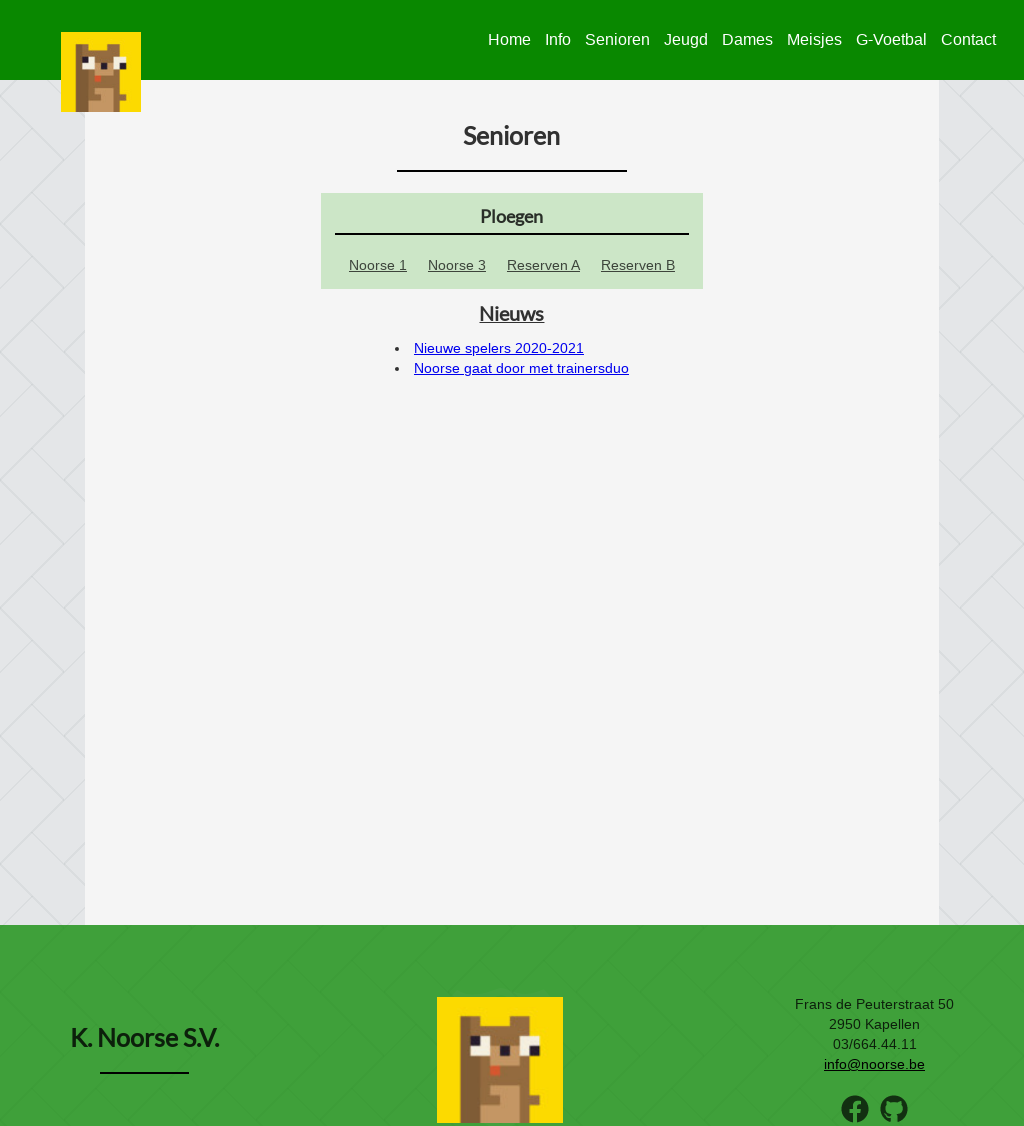 Home Info Senioren Jeugd Dames Meisjes G-Voetbal Contact
Senioren
Ploegen
Noorse 1 Noorse 3 Reserven A Reserven B
Nieuws
Nieuwe spelers 2020-2021
Noorse gaat door met trainersduo
K. Noorse S.V.
Frans de Peuterstraat 50
2950 Kapellen
03/664.44.11
info@noorse.be